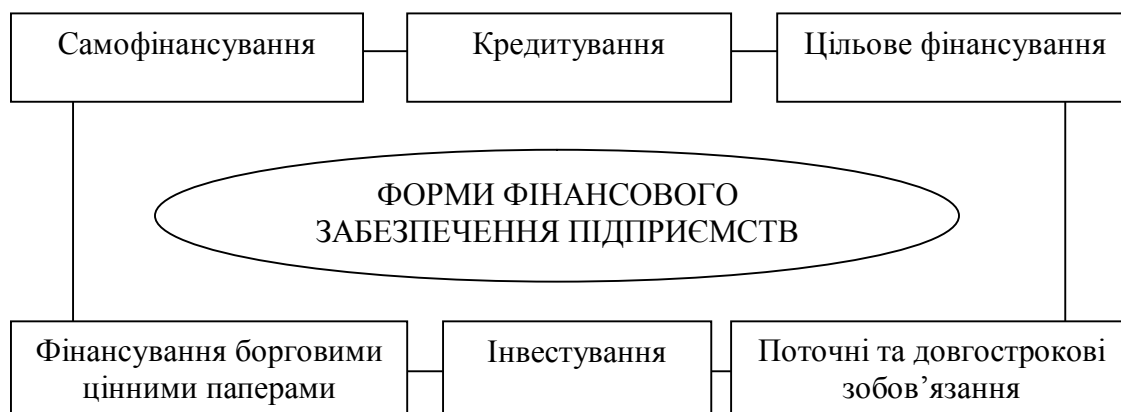 Самофінансування
Кредитування
Цільове фінансування
ФОРМИ ФІНАНСОВОГО
ЗАБЕЗПЕЧЕННЯ ПІДПРИЄМСТВ
Фінансування борговими
цінними паперами
Інвестування
Поточні та довгострокові
зобов’язання